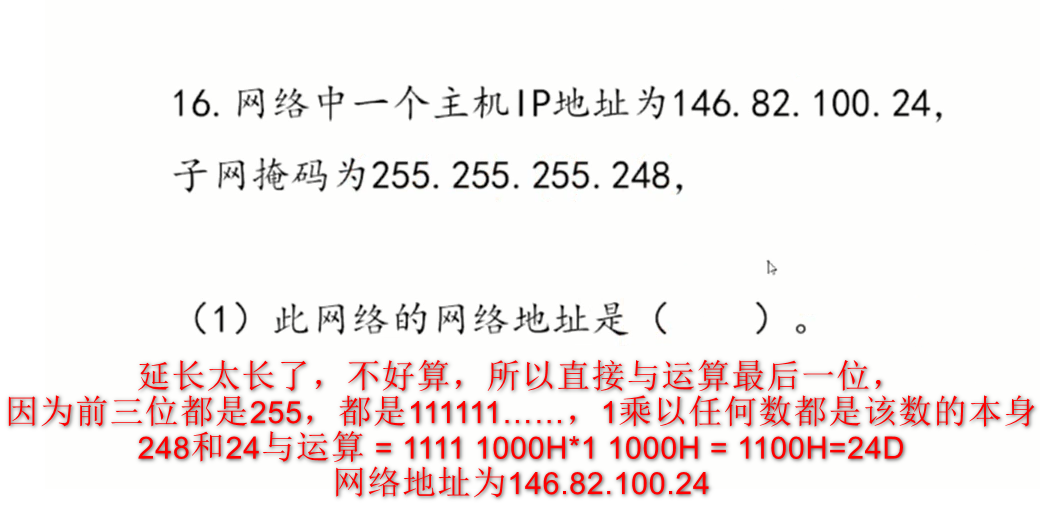 16. 网络中一个主机IP地址为146.82.100.24,
子网掩码为255.255.255.248,
（1）此网络的网络地址是（　　）。
延长太长了，不好算，所以直接与运算最后一位，
因为前三位都是255，都是111111……，1乘以任何数都是该数的本身
248和24与运算 = 1111 1000H*1 1000H = 1100H=24D
网络地址为146.82.100.24